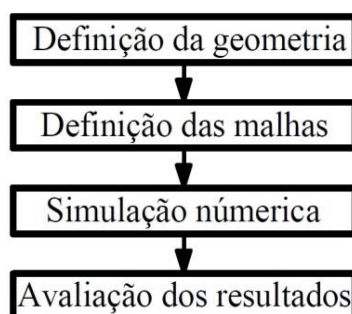 Definição da geometria
Definição das malhas
Simulação númerica
Avaliação dos resultados